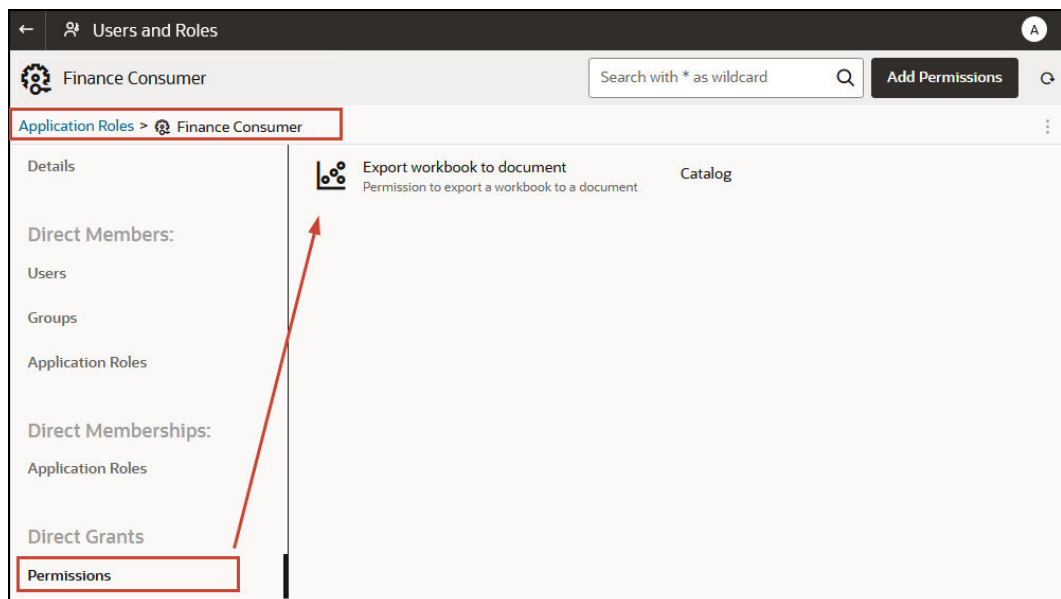 Users and Roles
A
Finance Consumer
Search with * as wildcard
Add Permissions
Application Roles > Finance Consumer
Details
Export workbook to document
Catalog
Permission to export a workbook to a document
Direct Members:
Users
Groups
Application Roles
Direct Memberships:
Application Roles
Direct Grants
Permissions